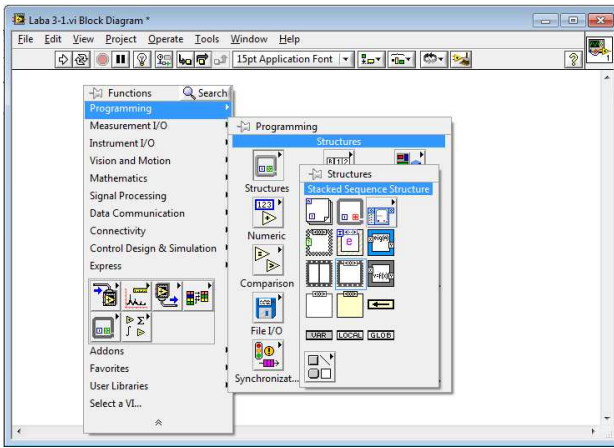 Laba 3-1.vi Block Diagram *
File Edit View Project Operate Tools Window Help
15pt Application Font
Functions Search
Programming
Measurement I/O
Instrument I/O
Vision and Motion
Mathematics
Signal Processing
Data Communication
Connectivity
Control Design & Simulation
Express
Addons
Favorites
User Libraries
Select a VI...
Programming
Structures
Structures
Numeric
Comparison
File I/O
Synchronizat...
Structures
Stacked Sequence Structure
VAR LOCAL GLOB